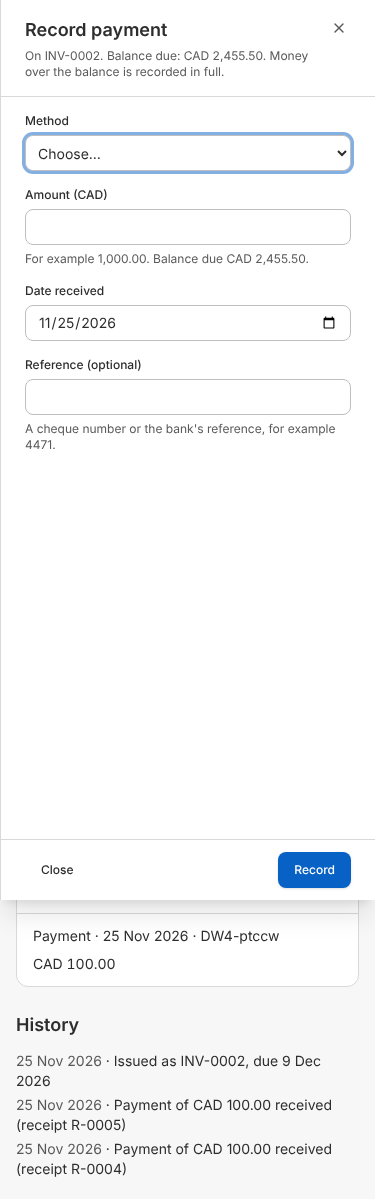 Record payment
On INV-0002. Balance due: CAD 2,455.50. Money
over the balance is recorded in full.
Method
Choose...
Amount (CAD)
For example 1,000.00. Balance due CAD 2,455.50.
Date received
11/25/2026
Reference (optional)
A cheque number or the bank's reference, for example
4471.
Close
Record
Payment · 25 Nov 2026 · DW4-ptccw
CAD 100.00
History
25 Nov 2026 · Issued as INV-0002, due 9 Dec
2026
25 Nov 2026 · Payment of CAD 100.00 received
(receipt R-0005)
25 Nov 2026 · Payment of CAD 100.00 received
(receipt R-0004)